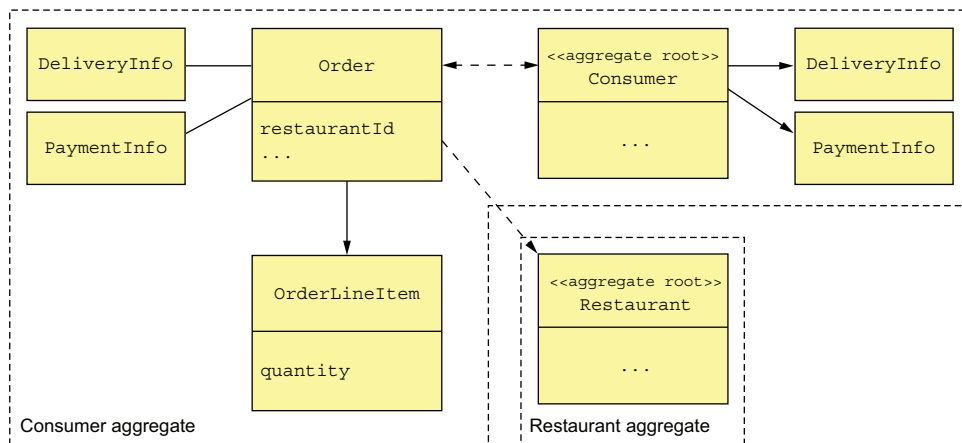 DeliveryInfo
PaymentInfo
Order
restaurantId
...
OrderLineItem
quantity
<<aggregate root>>
Consumer
...
DeliveryInfo
PaymentInfo
<<aggregate root>>
Restaurant
...
Consumer aggregate
Restaurant aggregate